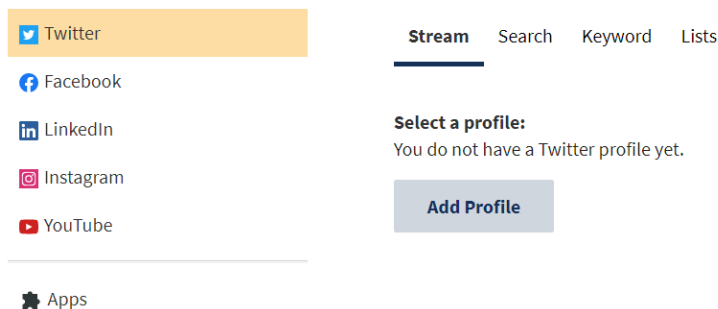 Twitter
Facebook
LinkedIn
Instagram
YouTube
Apps
Stream Search Keyword Lists
Select a profile:
You do not have a Twitter profile yet.
Add Profile